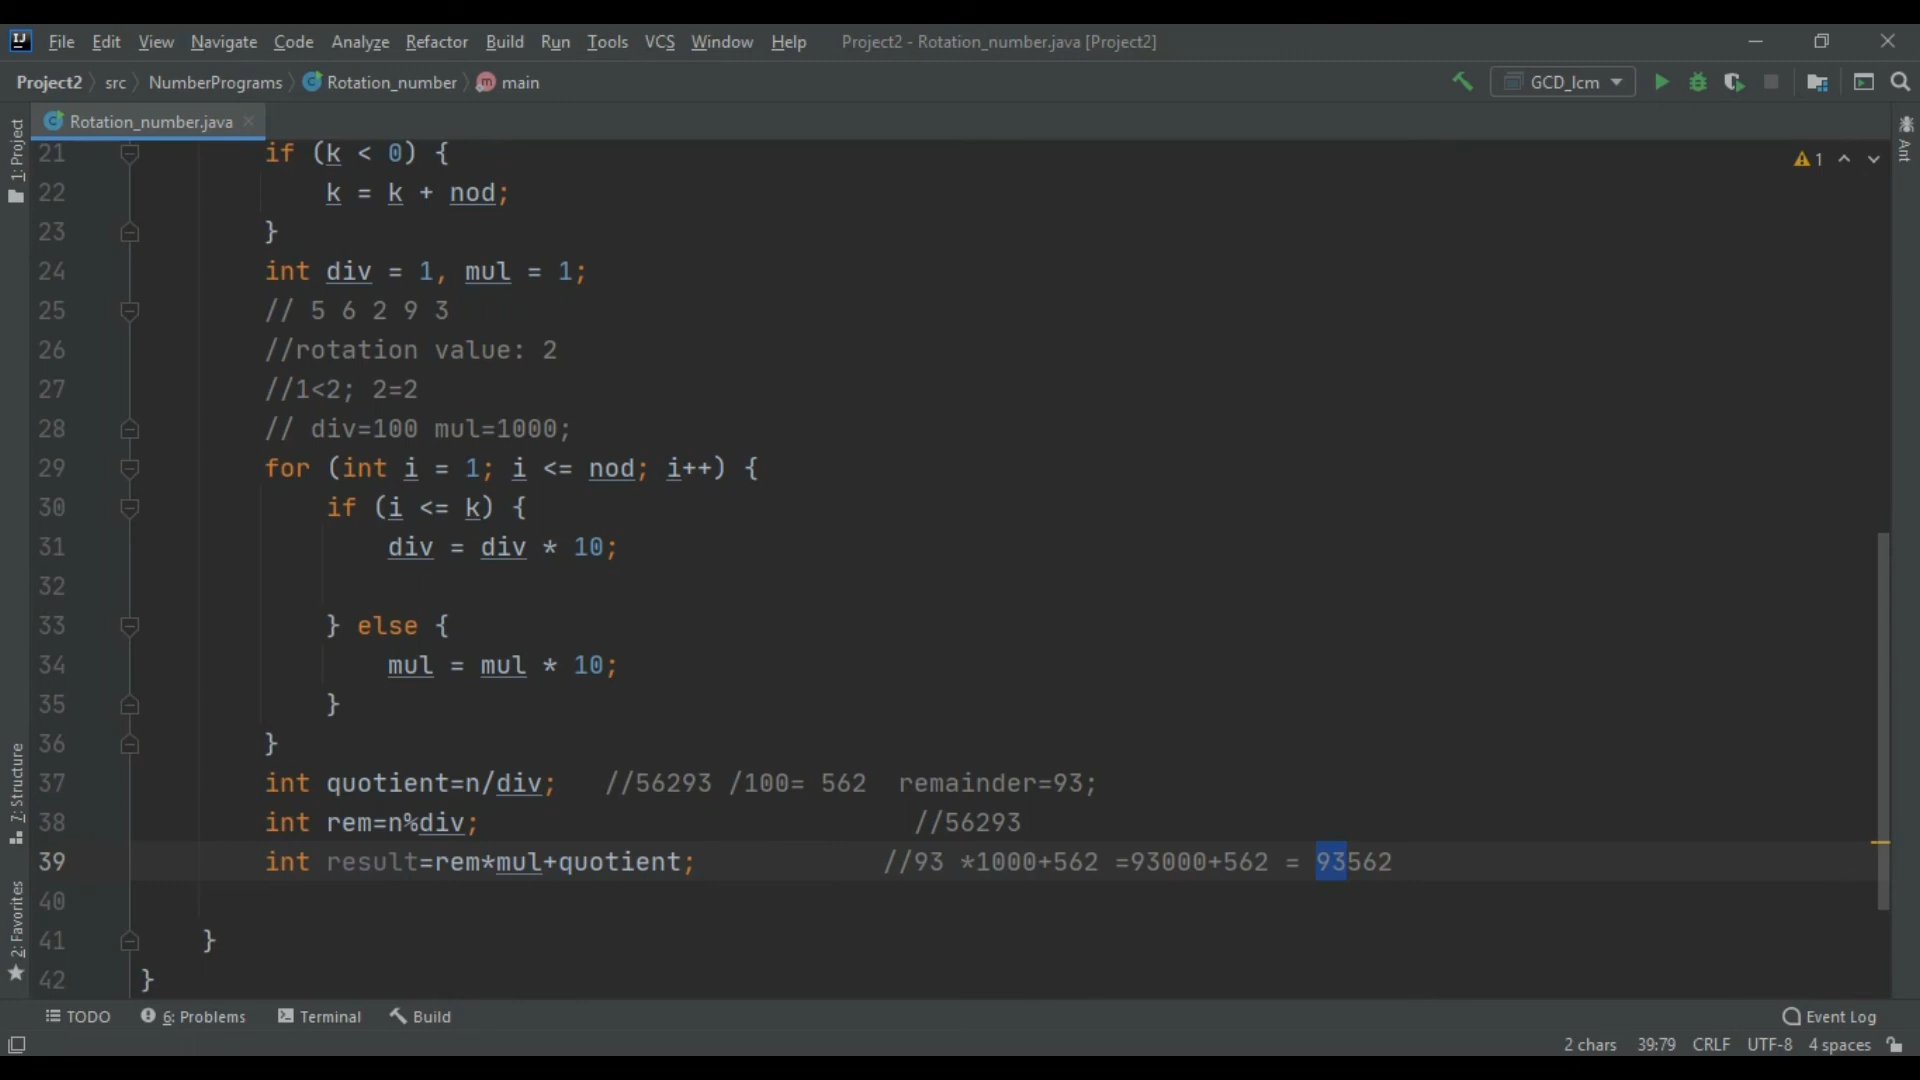 File Edit View Navigate Code Analyze Refactor Build Run Tools VCS Window Help Project2 - Rotation_number.java [Project2]
Project2 src NumberPrograms Rotation_number main GCD_lcm
Rotation_number.java
1: Project
Ant
1
21 if (k < 0) {
22 k = k + nod;
23 }
24 int div = 1, mul = 1;
25 // 5 6 2 9 3
26 //rotation value: 2
27 //1<2; 2=2
28 // div=100 mul=1000;
29 for (int i = 1; i <= nod; i++) {
30 if (i <= k) {
31 div = div * 10;
32
33 } else {
34 mul = mul * 10;
35 }
36 }
37 int quotient=n/div; //56293 /100= 562 remainder=93;
38 int rem=n%div; //56293
39 int result=rem*mul+quotient; //93 *1000+562 =93000+562 = 93562
40
41 }
42 }
7: Structure
2: Favorites
TODO 6: Problems Terminal Build Event Log
2 chars 39:79 CRLF UTF-8 4 spaces